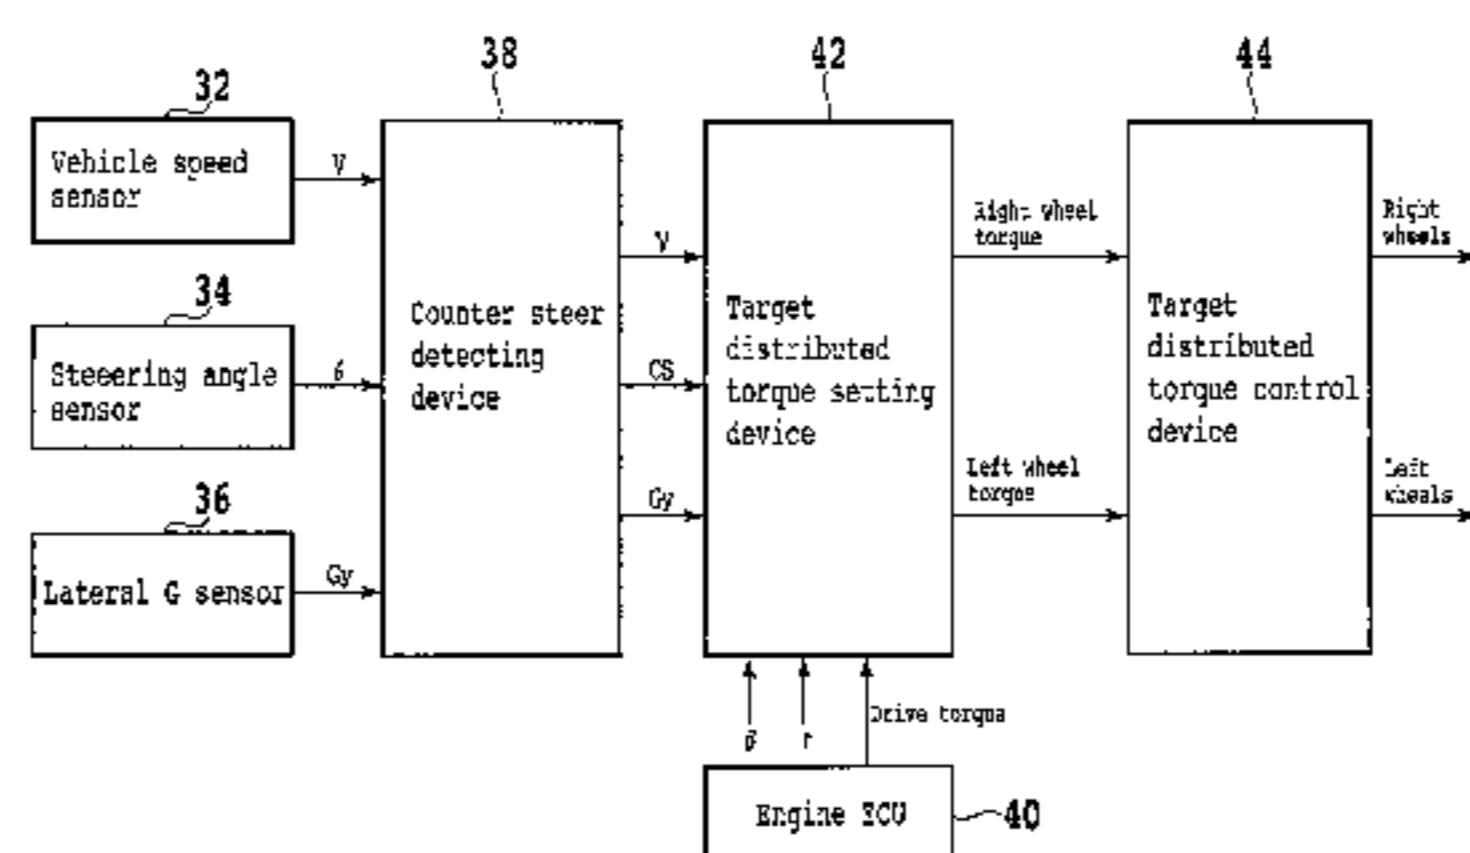 38
42
44
32
Vehicle speed
sensor
V
34
Steeering angle
sensor
36
Lateral G sensor
Gy
Counter steer
detecting
device
V
CS
Gy
Target
distributed
torque setting
device
Right wheel
torque
Left wheel
torque
Target
distributed
torque control
device
Right
wheels
Left
wheels
Drive torque
Engine ECU
40